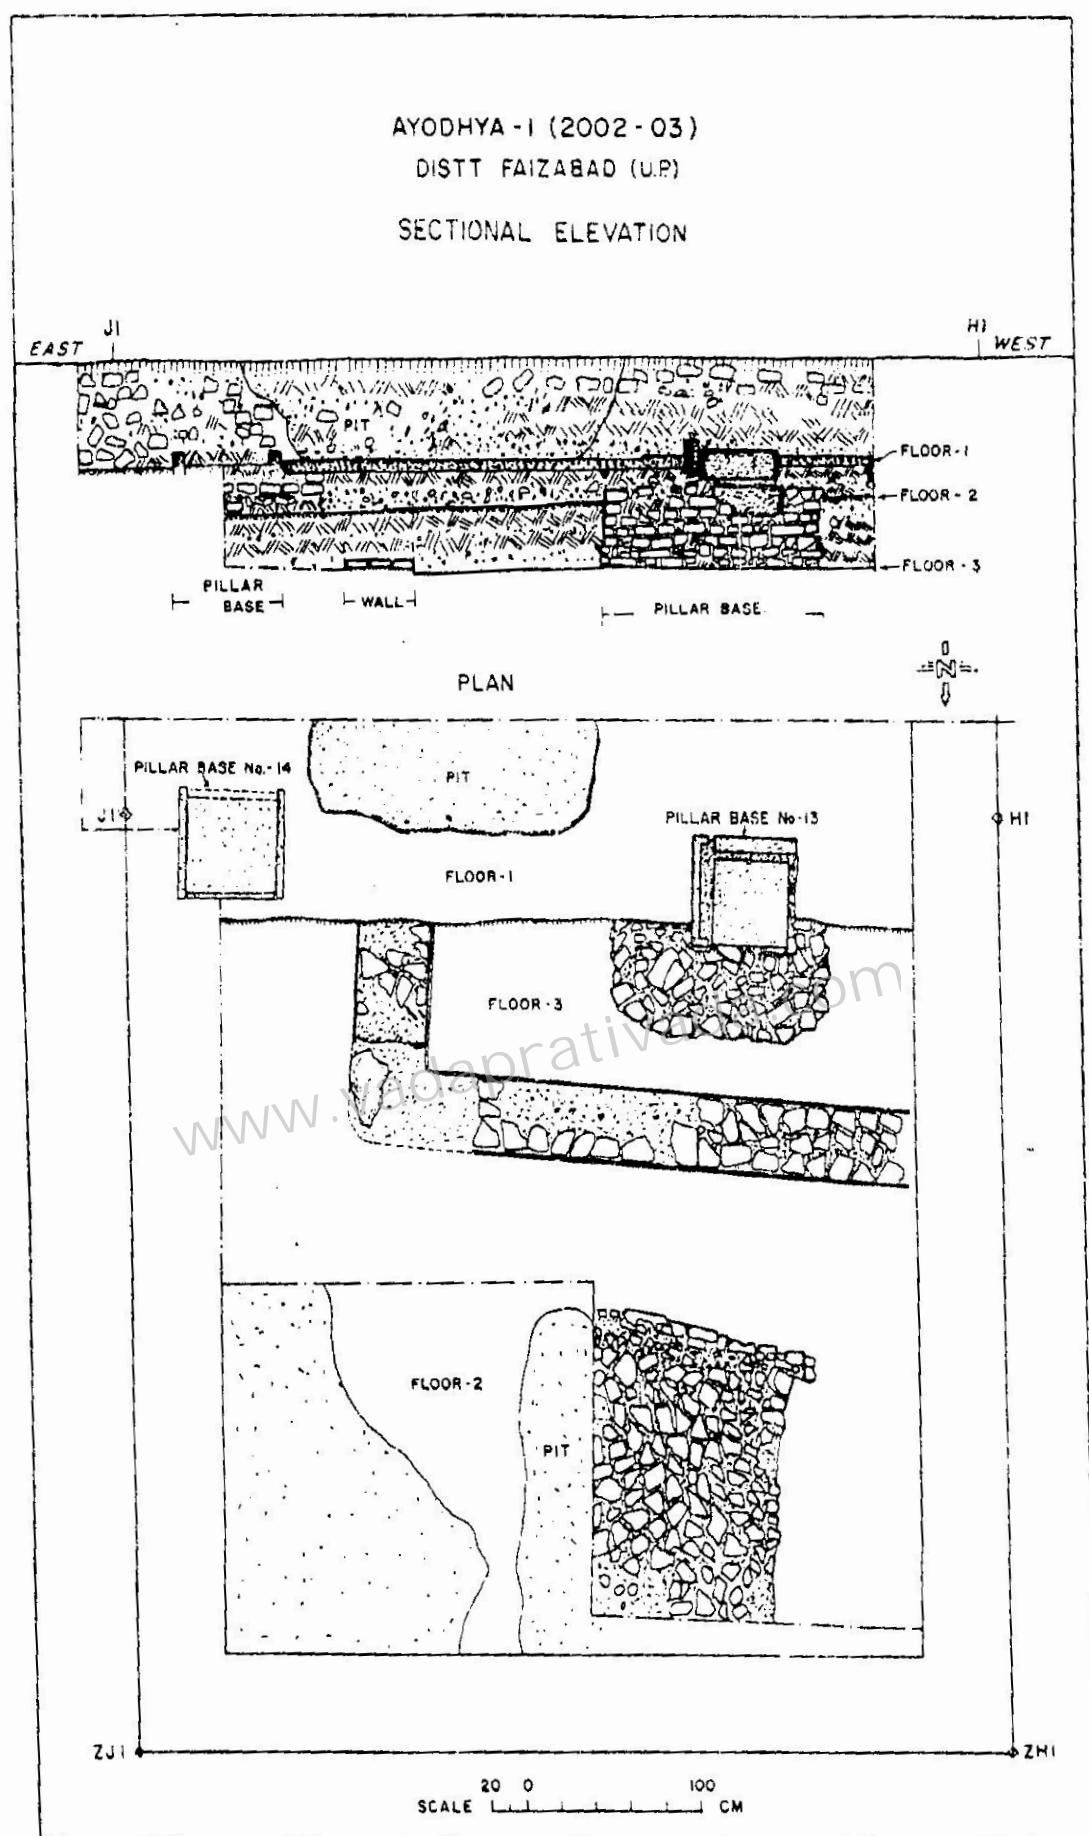 AYODHYA-1 (2002-03)
DISTT FAIZABAD (U.P.)
SECTIONAL ELEVATION
J1
H1
EAST
WEST
PIT
FLOOR-1
FLOOR-2
FLOOR-3
PILLAR BASE
WALL
PILLAR BASE
N
PLAN
PILLAR BASE No.-14
PIT
J1
PILLAR BASE No-13
H1
FLOOR-1
FLOOR-3
www.vadaprativada.com
FLOOR-2
PIT
ZJ1
ZH1
20 0 100
SCALE CM